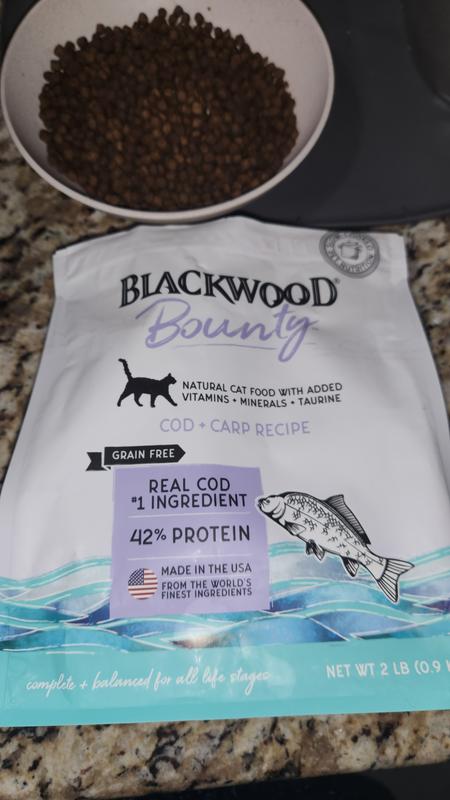 BLACKWOOD®
Bounty
NATURAL CAT FOOD WITH ADDED
VITAMINS + MINERALS + TAURINE
COD + CARP RECIPE
GRAIN FREE
REAL COD
#1 INGREDIENT
42% PROTEIN
MADE IN THE USA
FROM THE WORLD'S
FINEST INGREDIENTS
complete + balanced for all life stages
NET WT 2 LB (0.9